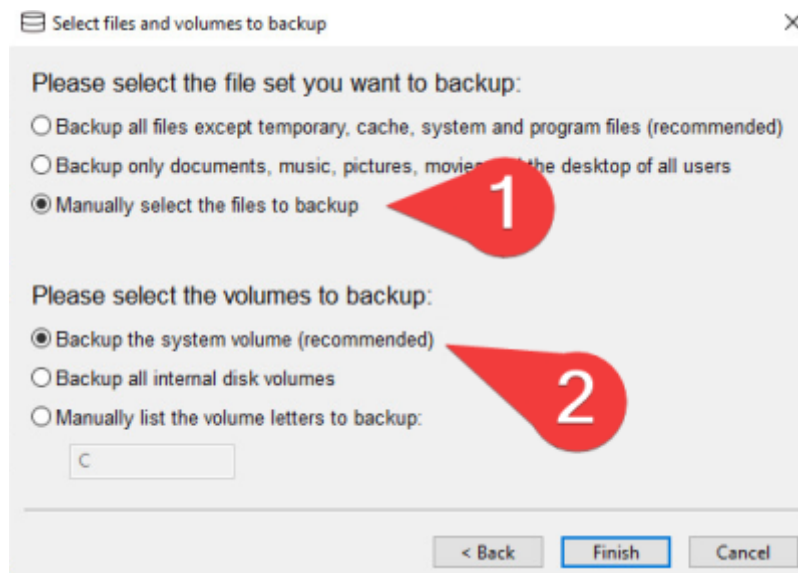 Select files and volumes to backup
Please select the file set you want to backup:
Backup all files except temporary, cache, system and program files (recommended)
Backup only documents, music, pictures, movies the desktop of all users
Manually select the files to backup
1
Please select the volumes to backup:
Backup the system volume (recommended)
2
Backup all internal disk volumes
Manually list the volume letters to backup:
C
< Back Finish Cancel